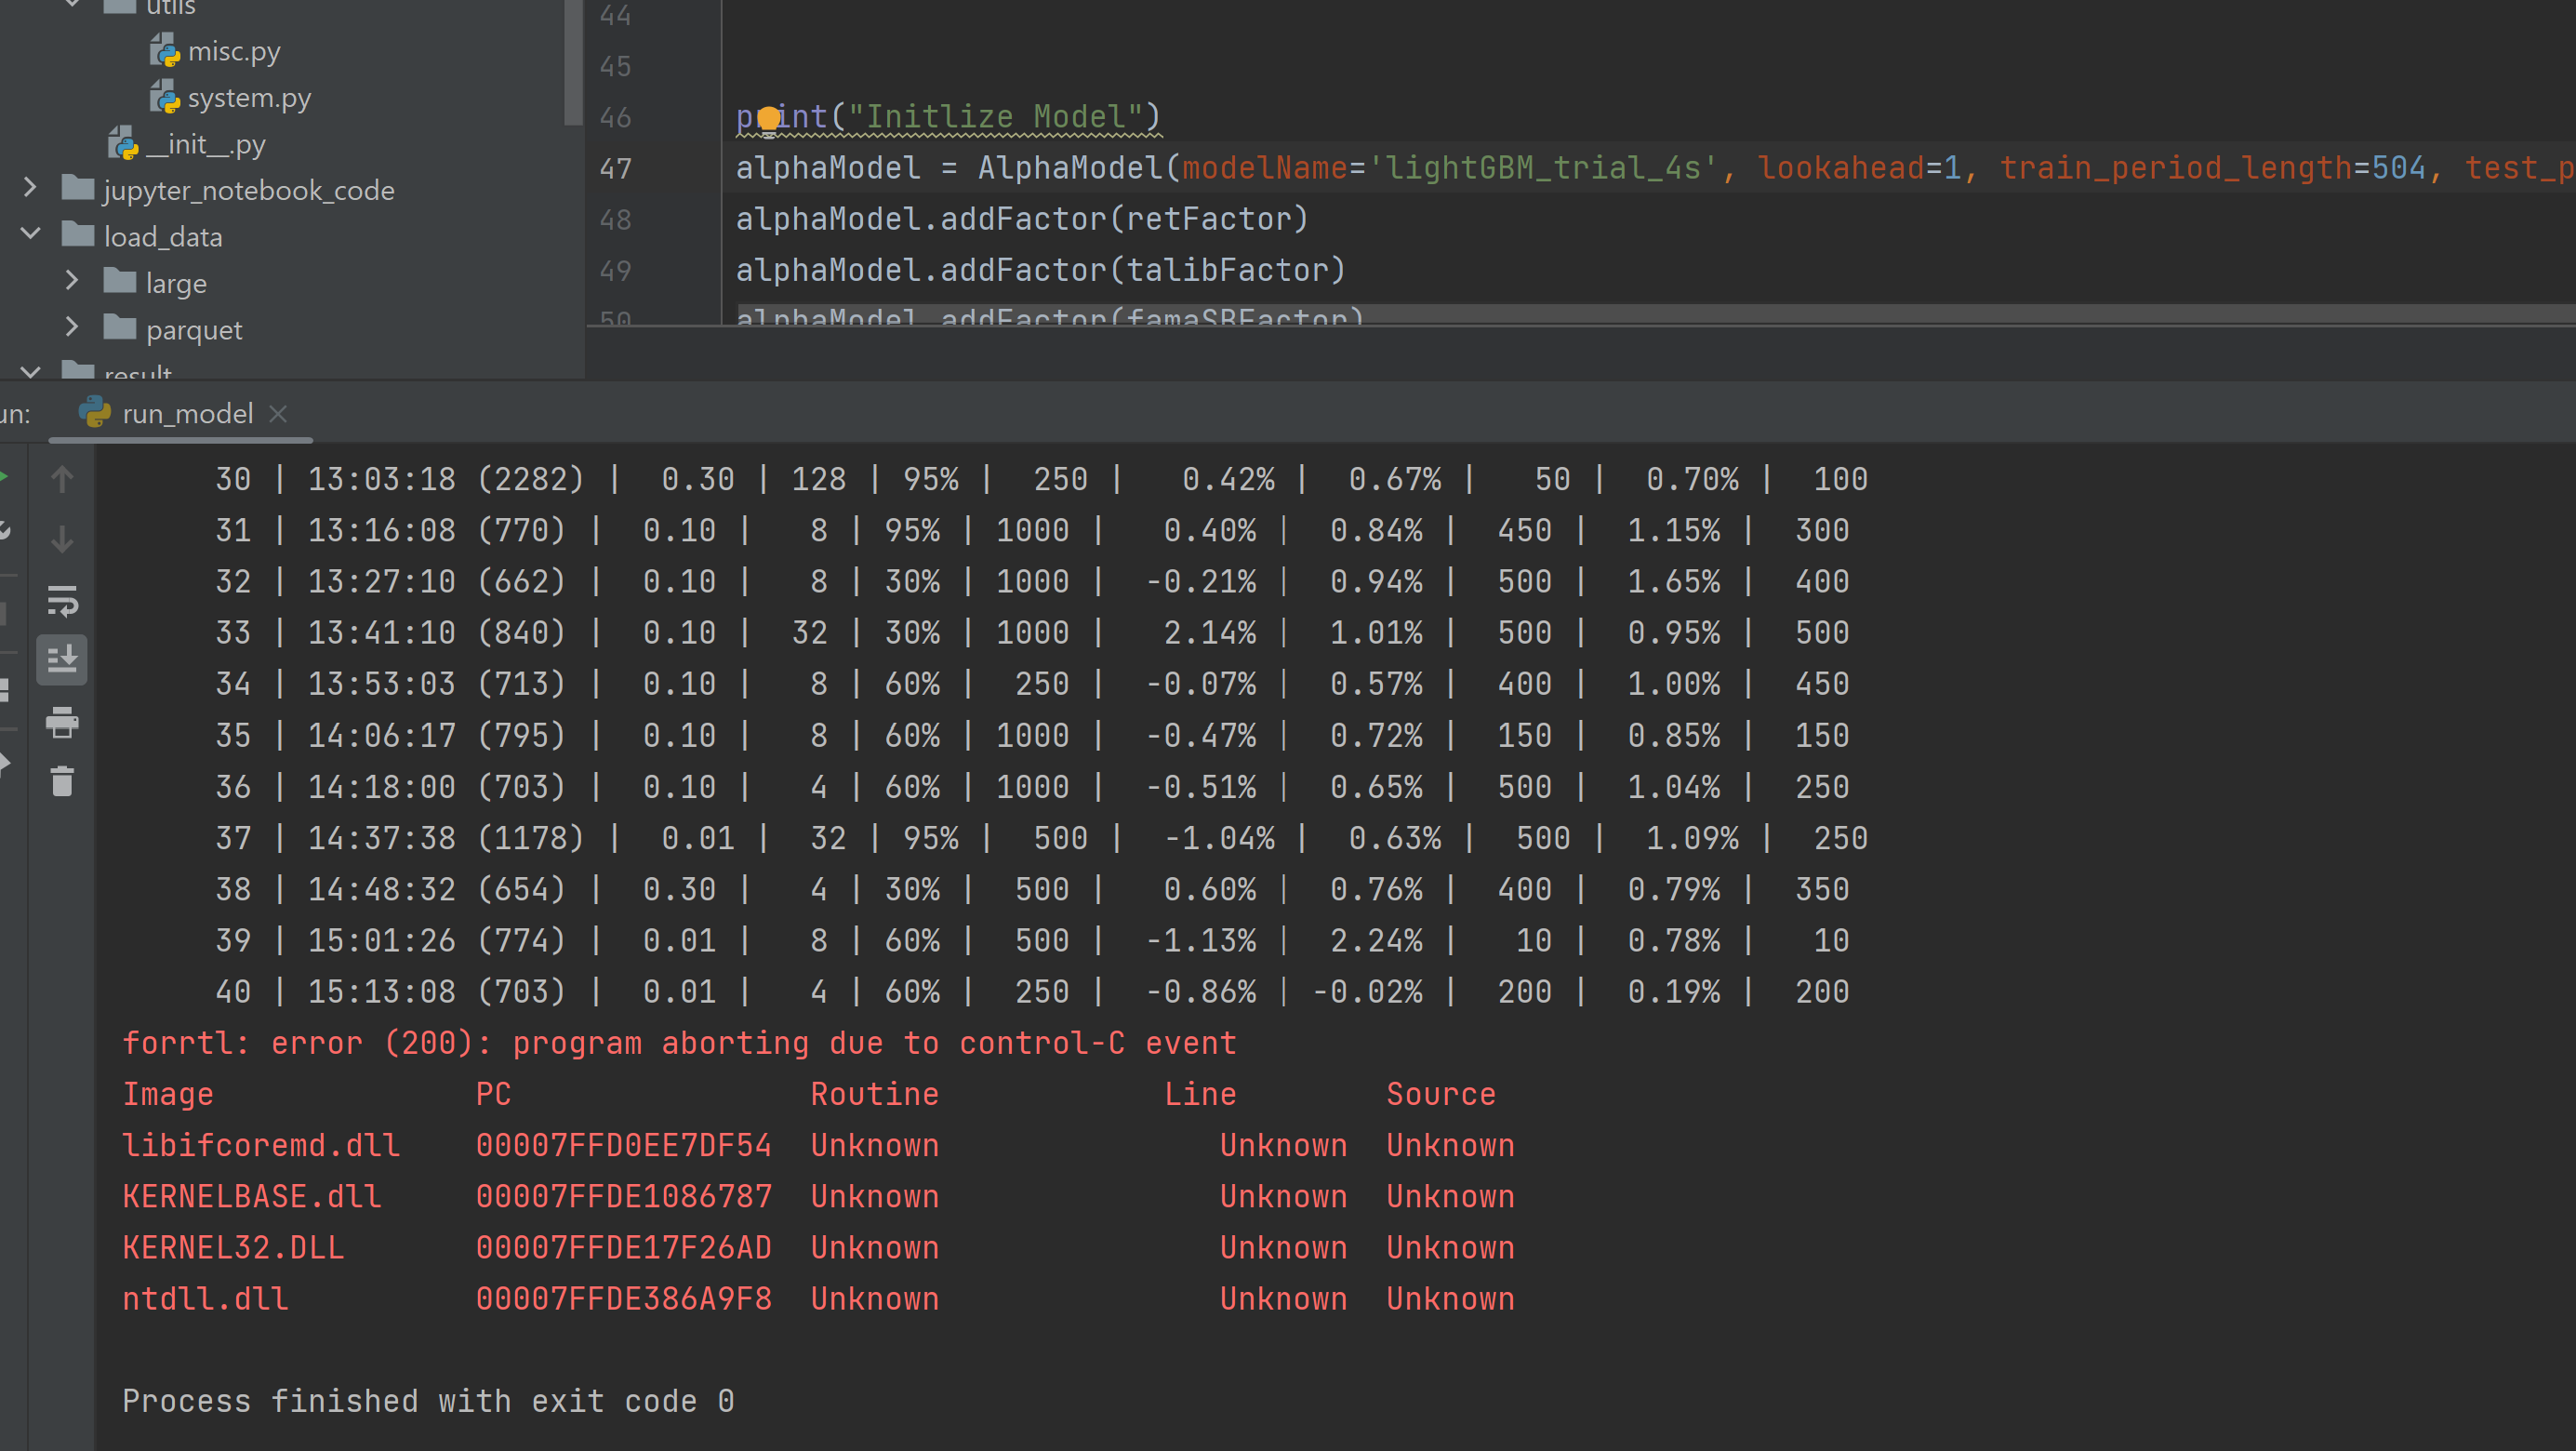 utils
misc.py
system.py
__init__.py
jupyter_notebook_code
load_data
large
parquet
result
44
45
46 print("Initlize Model")
47 alphaModel = AlphaModel(modelName='lightGBM_trial_4s', lookahead=1, train_period_length=504, test_p
48 alphaModel.addFactor(retFactor)
49 alphaModel.addFactor(talibFactor)
50 alphaModel.addFactor(famaSBFactor)
un: run_model
30 | 13:03:18 (2282) | 0.30 | 128 | 95% | 250 | 0.42% | 0.67% | 50 | 0.70% | 100
31 | 13:16:08 (770) | 0.10 | 8 | 95% | 1000 | 0.40% | 0.84% | 450 | 1.15% | 300
32 | 13:27:10 (662) | 0.10 | 8 | 30% | 1000 | -0.21% | 0.94% | 500 | 1.65% | 400
33 | 13:41:10 (840) | 0.10 | 32 | 30% | 1000 | 2.14% | 1.01% | 500 | 0.95% | 500
34 | 13:53:03 (713) | 0.10 | 8 | 60% | 250 | -0.07% | 0.57% | 400 | 1.00% | 450
35 | 14:06:17 (795) | 0.10 | 8 | 60% | 1000 | -0.47% | 0.72% | 150 | 0.85% | 150
36 | 14:18:00 (703) | 0.10 | 4 | 60% | 1000 | -0.51% | 0.65% | 500 | 1.04% | 250
37 | 14:37:38 (1178) | 0.01 | 32 | 95% | 500 | -1.04% | 0.63% | 500 | 1.09% | 250
38 | 14:48:32 (654) | 0.30 | 4 | 30% | 500 | 0.60% | 0.76% | 400 | 0.79% | 350
39 | 15:01:26 (774) | 0.01 | 8 | 60% | 500 | -1.13% | 2.24% | 10 | 0.78% | 10
40 | 15:13:08 (703) | 0.01 | 4 | 60% | 250 | -0.86% | -0.02% | 200 | 0.19% | 200
forrtl: error (200): program aborting due to control-C event
Image PC Routine Line Source
libifcoremd.dll 00007FFD0EE7DF54 Unknown Unknown Unknown
KERNELBASE.dll 00007FFDE1086787 Unknown Unknown Unknown
KERNEL32.DLL 00007FFDE17F26AD Unknown Unknown Unknown
ntdll.dll 00007FFDE386A9F8 Unknown Unknown Unknown
Process finished with exit code 0